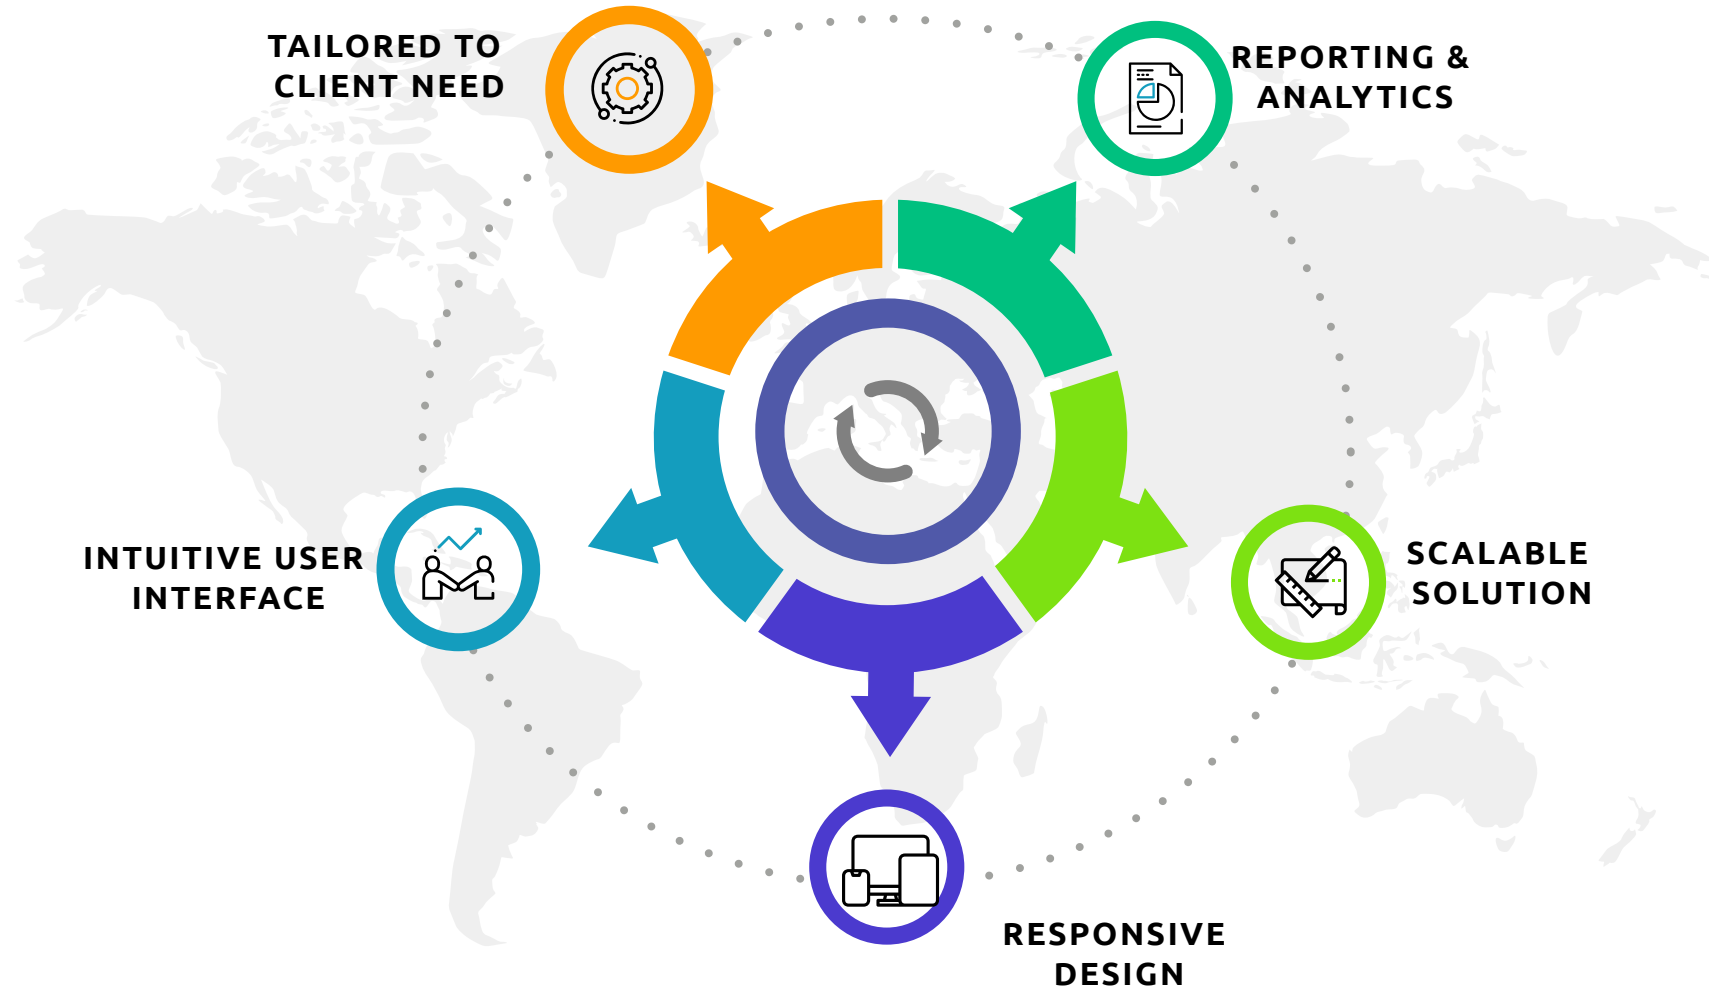 TAILORED TO
CLIENT NEED
REPORTING &
ANALYTICS
INTUITIVE USER
INTERFACE
SCALABLE
SOLUTION
RESPONSIVE
DESIGN